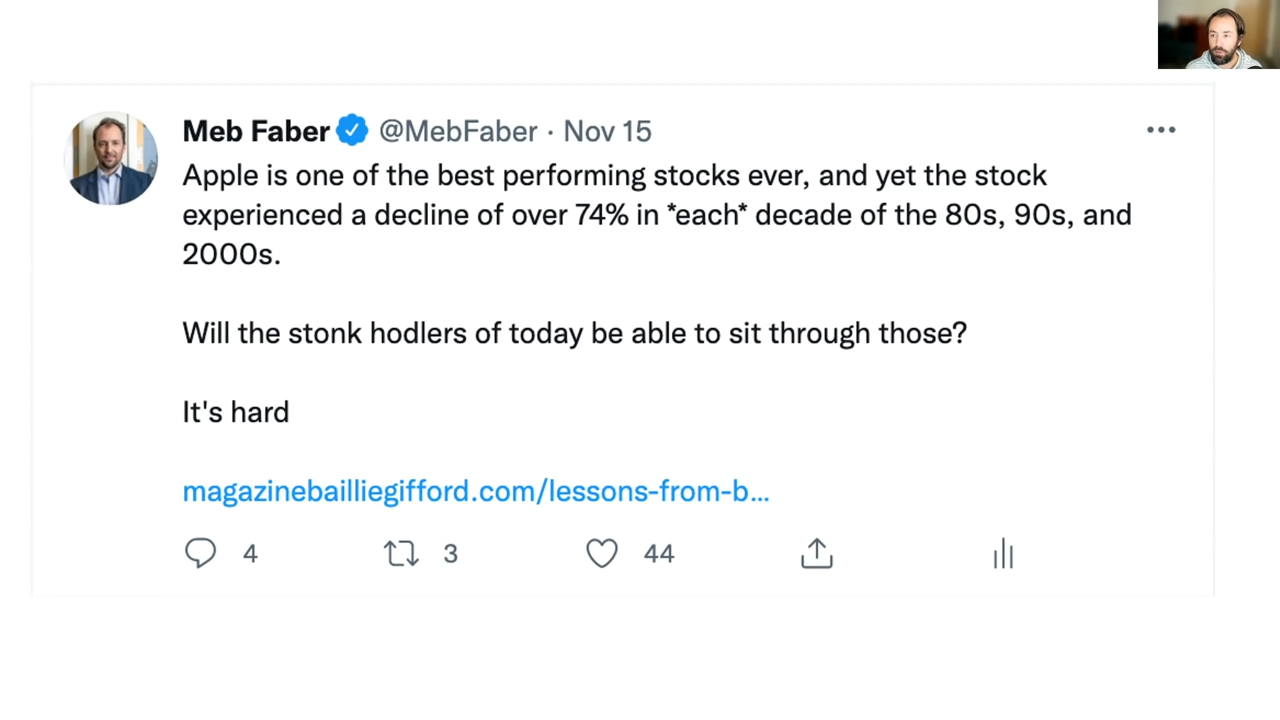 Meb Faber @MebFaber · Nov 15
Apple is one of the best performing stocks ever, and yet the stock
experienced a decline of over 74% in *each* decade of the 80s, 90s, and
2000s.
Will the stonk hodlers of today be able to sit through those?
It's hard
magazinebailliegifford.com/lessons-from-b...
4 3 44